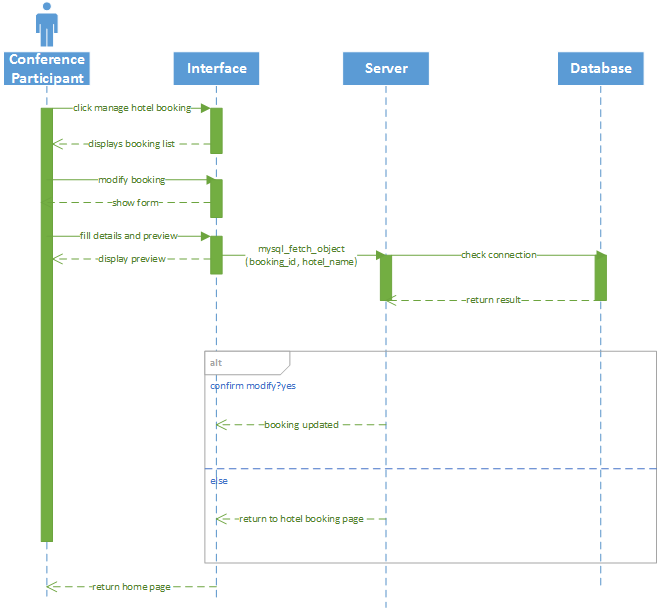 Conference
Participant
Interface
Server
Database
click manage hotel booking
displays booking list
modify booking
show form
fill details and preview
mysql_fetch_object
(booking_id, hotel_name)
check connection
display preview
return result
alt
confirm modify?yes
booking updated
else
return to hotel booking page
return home page